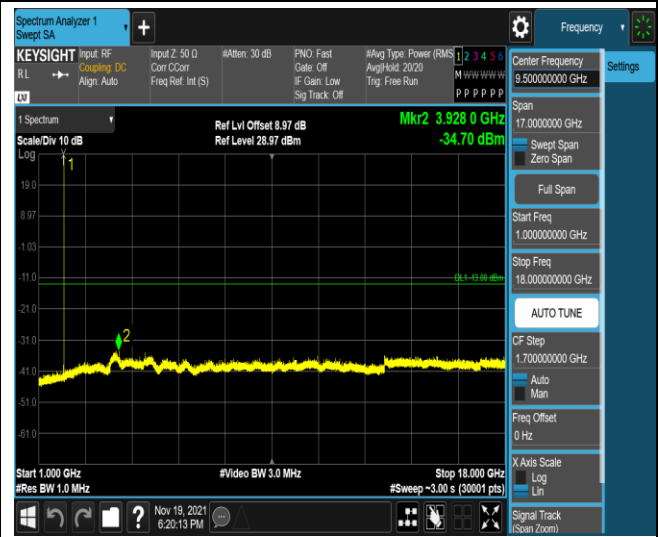 Spectrum Analyzer 1
Swept SA
Frequency
KEYSIGHT
RL
LXI
Input: RF
Coupling: DC
Align: Auto
Input Z: 50 Ω
Corr CCorr
Freq Ref: Int (S)
#Atten: 30 dB
PNO: Fast
Gate: Off
IF Gain: Low
Sig Track: Off
#Avg Type: Power (RMS
Avg|Hold: 20/20
Trig: Free Run
1 2 3 4 5 6
M W W W W W
P P P P P P
1 Spectrum
Scale/Div 10 dB
Ref Lvl Offset 8.97 dB
Ref Level 28.97 dBm
Mkr2 3.928 0 GHz
-34.70 dBm
Log
1
19.0
8.97
-1.03
-11.0
DL1 -13.00 dBm
-21.0
-31.0
2
-41.0
-51.0
-61.0
Start 1.000 GHz
#Res BW 1.0 MHz
#Video BW 3.0 MHz
Stop 18.000 GHz
#Sweep ~3.00 s (30001 pts)
Nov 19, 2021
6:20:13 PM
Center Frequency
9.500000000 GHz
Settings
Span
17.0000000 GHz
Swept Span
Zero Span
Full Span
Start Freq
1.000000000 GHz
Stop Freq
18.000000000 GHz
AUTO TUNE
CF Step
1.700000000 GHz
Auto
Man
Freq Offset
0 Hz
X Axis Scale
Log
Lin
Signal Track
(Span Zoom)